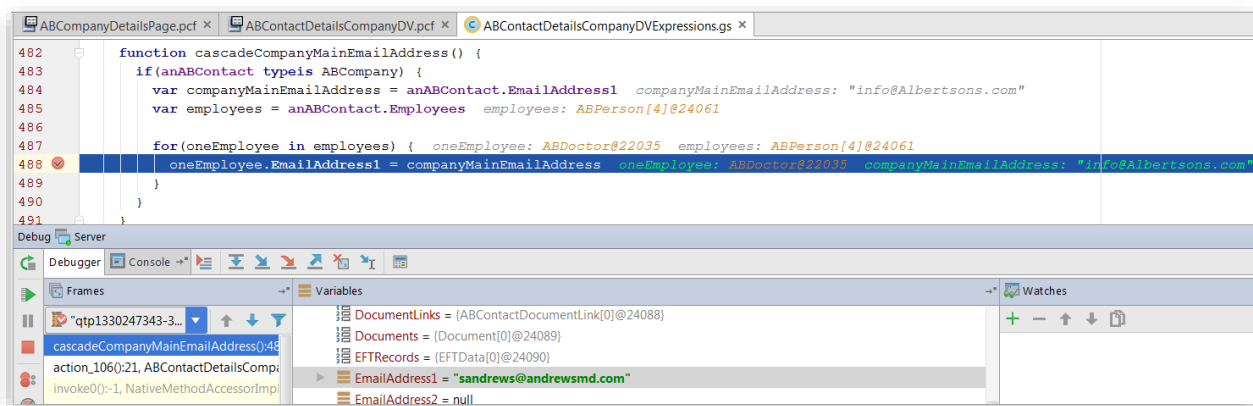 ABCompanyDetailsPage.pcf × ABContactDetailsCompanyDV.pcf × ABContactDetailsCompanyDVExpressions.gs ×
482 function cascadeCompanyMainEmailAddress() {
483 if(anABContact typeis ABCompany) {
484 var companyMainEmailAddress = anABContact.EmailAddress1 companyMainEmailAddress: "info@Albertsons.com"
485 var employees = anABContact.Employees employees: ABPerson[4]@24061
486
487 for(oneEmployee in employees) { oneEmployee: ABDoctor@22035 employees: ABPerson[4]@24061
488 oneEmployee.EmailAddress1 = companyMainEmailAddress oneEmployee: ABDoctor@22035 companyMainEmailAddress: "info@Albertsons.com"
489 }
490 }
491 }
Debug Server
Debugger Console
Frames Variables Watches
"qtp1330247343-3...
cascadeCompanyMainEmailAddress():48
action_106():21, ABContactDetailsCompa
invoke0():-1, NativeMethodAccessorImpl
DocumentLinks = {ABContactDocumentLink[0]@24088}
Documents = {Document[0]@24089}
EFTRecords = {EFTData[0]@24090}
EmailAddress1 = "sandrews@andrewsmd.com"
EmailAddress2 = null